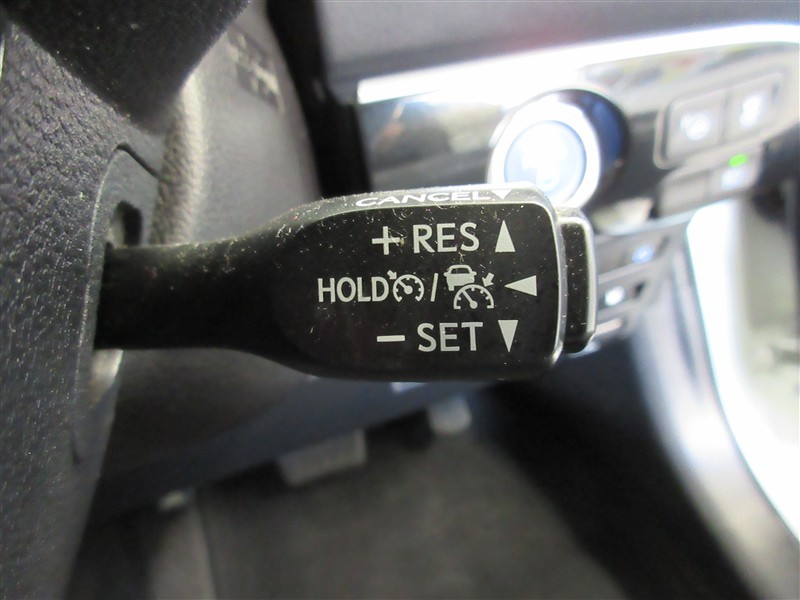 CANCEL
+ RES
HOLD /
− SET